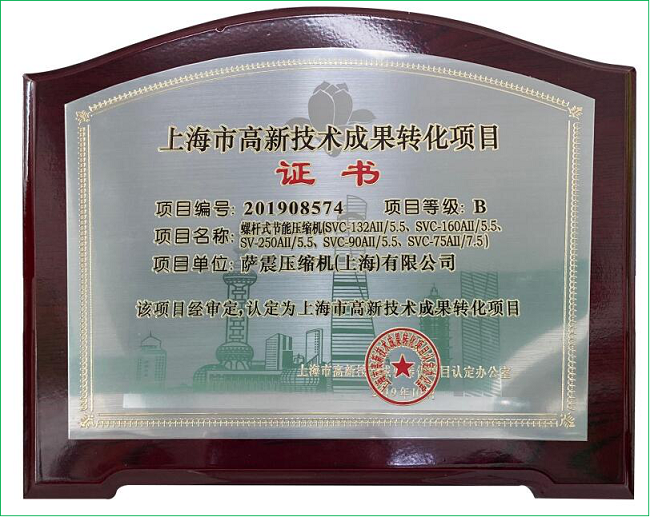 上海市高新技术成果转化项目
证书
项目编号: 201908574 项目等级: B
项目名称: 螺杆式节能压缩机(SVC-132AII/5.5、SVC-160AII/5.5、
SV-250AII/5.5、SVC-90AII/5.5、SVC-75AII/7.5)
项目单位: 萨震压缩机(上海)有限公司
该项目经审定,认定为上海市高新技术成果转化项目
上海市高新技 目认定办公室